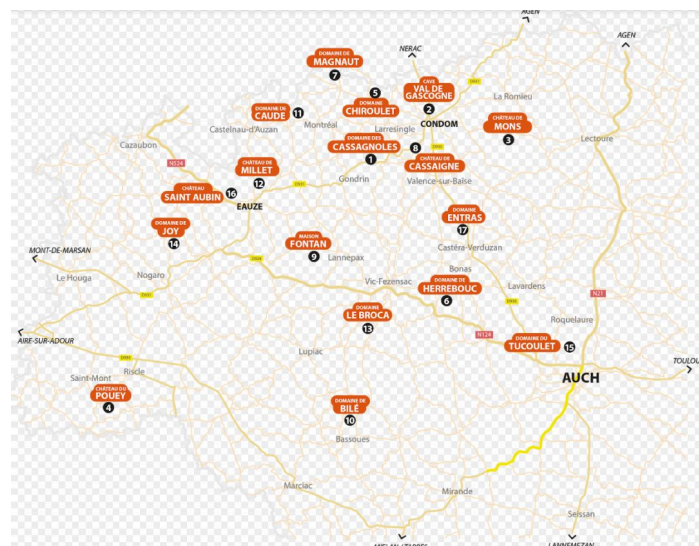 AGEN
AGEN
NERAC
DOMAINE DE
MAGNAUT
7
5
DOMAINE
CHIROULET
CAVE
VAL DE
GASCOGNE
2
CONDOM
La Romieu
CHÂTEAU DE
MONS
3
DOMAINE DE
CAUDE
11
Castelnau-d'Auzan
Montréal
Larressingle
Lectoure
Cazaubon
DOMAINE DES
CASSAGNOLES
1
8
CHÂTEAU DE
CASSAIGNE
N524
CHÂTEAU DE
MILLET
12
D931
Gondrin
Valence-sur-Baïse
CHÂTEAU
SAINT AUBIN
16
EAUZE
DOMAINE
ENTRAS
17
DOMAINE DE
JOY
14
MAISON
FONTAN
9
Lannepax
Castéra-Verduzan
MONT-DE-MARSAN
Le Houga
Nogaro
Vic-Fezensac
Bonas
DOMAINE DE
HERREBOUC
6
Lavardens
N21
DOMAINE
LE BROCA
13
Roquelaure
AIRE-SUR-ADOUR
N124
DOMAINE DU
TUCOULET
15
Lupiac
TOULOU
Riscle
Saint-Mont
CHÂTEAU DU
POUEY
4
AUCH
DOMAINE DE
BILÉ
10
Bassoues
Marciac
Mirande
Seissan
LANNEMEZAN